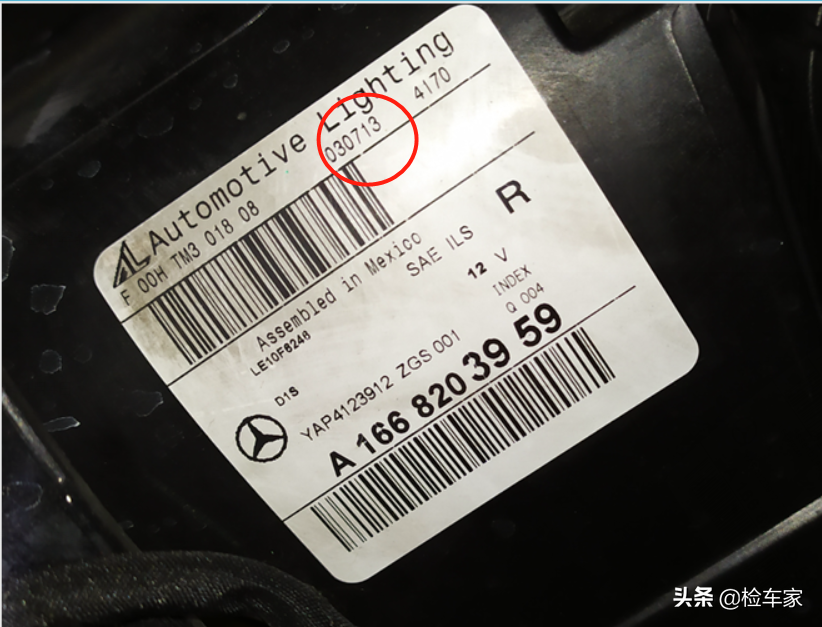 AL Automotive Lighting
F 00H TM3 018 08 030713 4170
Assembled in Mexico
LE10F6246
SAE ILS
R
12 V
D1S
INDEX
Q 004
YAP4123912 ZGS 001
A 166 820 39 59
头条 @检车家